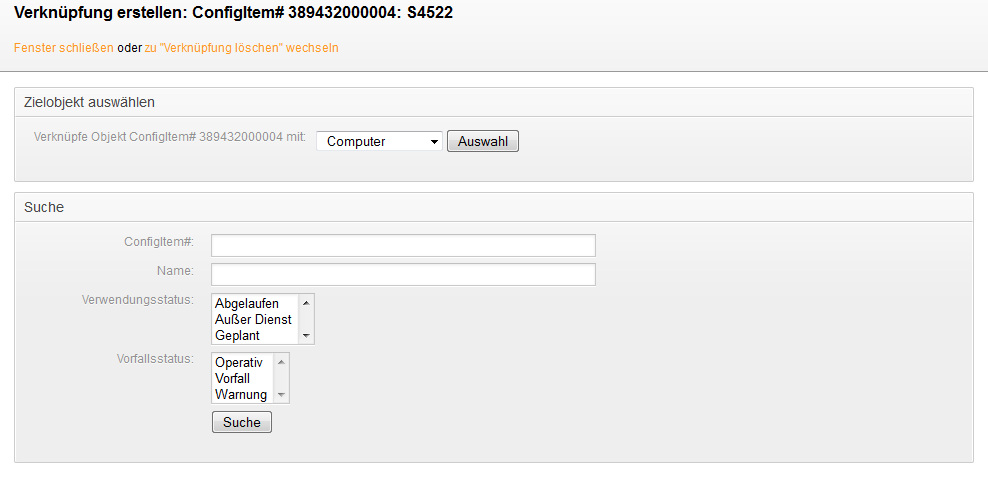 Verknüpfung erstellen: ConfigItem# 389432000004: S4522
Fenster schließen oder zu "Verknüpfung löschen" wechseln
Zielobjekt auswählen
Verknüpfe Objekt ConfigItem# 389432000004 mit: Computer Auswahl
Suche
ConfigItem#:
Name:
Verwendungsstatus:
Abgelaufen
Außer Dienst
Geplant
Vorfallsstatus:
Operativ
Vorfall
Warnung
Suche